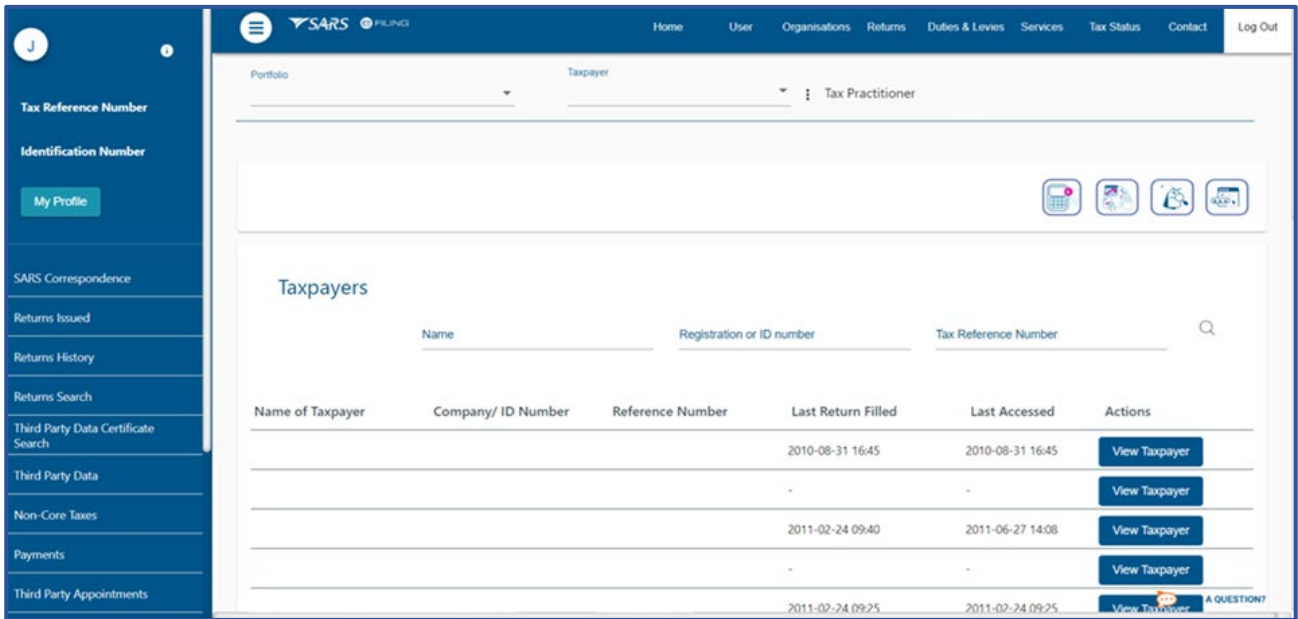 SARS eFILING
Home User Organisations Returns Duties & Levies Services Tax Status Contact Log Out
J
Tax Reference Number
Identification Number
My Profile
SARS Correspondence
Returns Issued
Returns History
Returns Search
Third Party Data Certificate
Search
Third Party Data
Non-Core Taxes
Payments
Third Party Appointments
Portfolio Taxpayer
Tax Practitioner
Taxpayers
Name Registration or ID number Tax Reference Number
Name of Taxpayer Company/ ID Number Reference Number Last Return Filled Last Accessed Actions
2010-08-31 16:45 2010-08-31 16:45 View Taxpayer
- - View Taxpayer
2011-02-24 09:40 2011-06-27 14:08 View Taxpayer
- - View Taxpayer
2011-02-24 09:25 2011-02-24 09:25 View Taxpayer
A QUESTION?